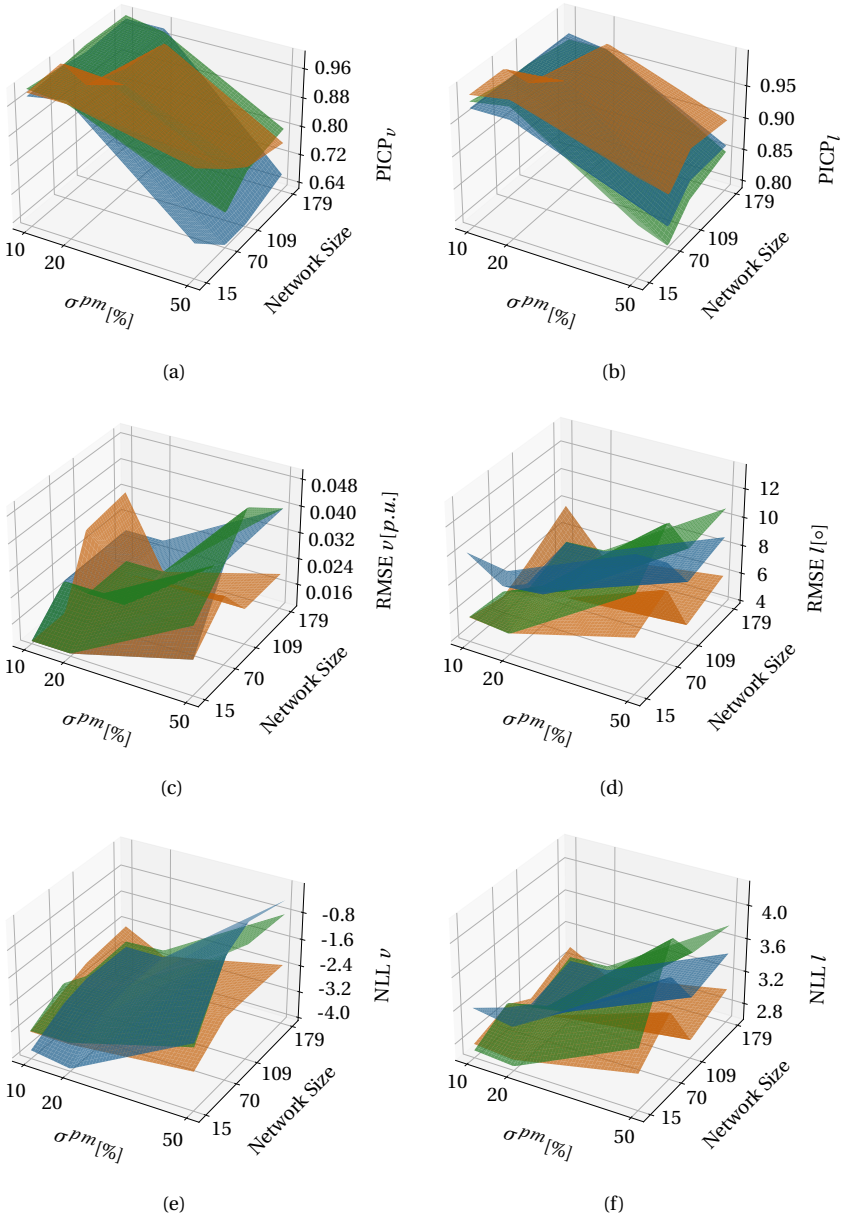 0.96
0.88
0.80
0.72
0.64
PICP𝑣
10
20
50
σ^{pm}[%]
15
70
109
179
Network Size
(a)
0.95
0.90
0.85
0.80
PICP𝑙
10
20
50
σ^{pm}[%]
15
70
109
179
Network Size
(b)
0.048
0.040
0.032
0.024
0.016
RMSE v[p.u.]
10
20
50
σ^{pm}[%]
15
70
109
179
Network Size
(c)
12
10
8
6
4
RMSE l[∘]
10
20
50
σ^{pm}[%]
15
70
109
179
Network Size
(d)
-0.8
-1.6
-2.4
-3.2
-4.0
NLL v
10
20
50
σ^{pm}[%]
15
70
109
179
Network Size
(e)
4.0
3.6
3.2
2.8
NLL l
10
20
50
σ^{pm}[%]
15
70
109
179
Network Size
(f)